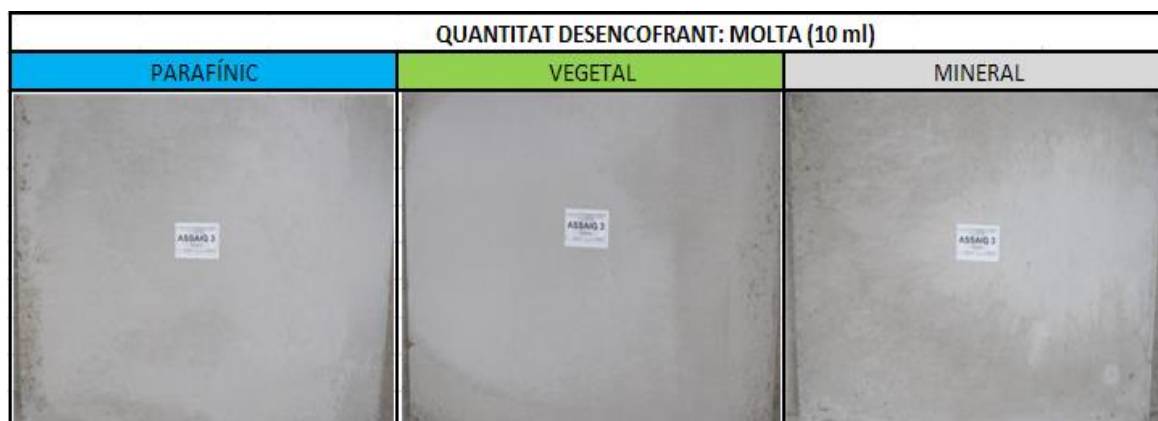 QUANTITAT DESENCOFRANT: MOLTA (10 ml)
PARAFÍNIC
VEGETAL
MINERAL
ASSAIG 3
ASSAIG 3
ASSAIG 3